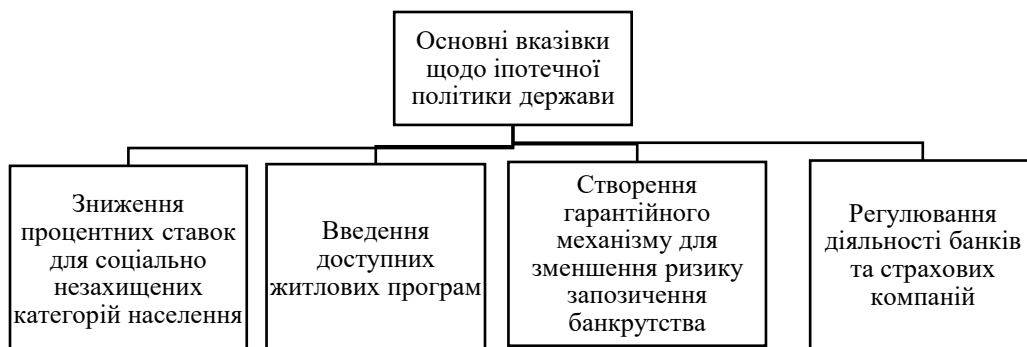 Основні вказівки
щодо іпотечної
політики держави
Зниження
процентних ставок
для соціально
незахищених
категорій населення
Введення
доступних
житлових програм
Створення
гарантійного
механізму для
зменшення ризику
запозичення
банкрутства
Регулювання
діяльності банків
та страхових
компаній